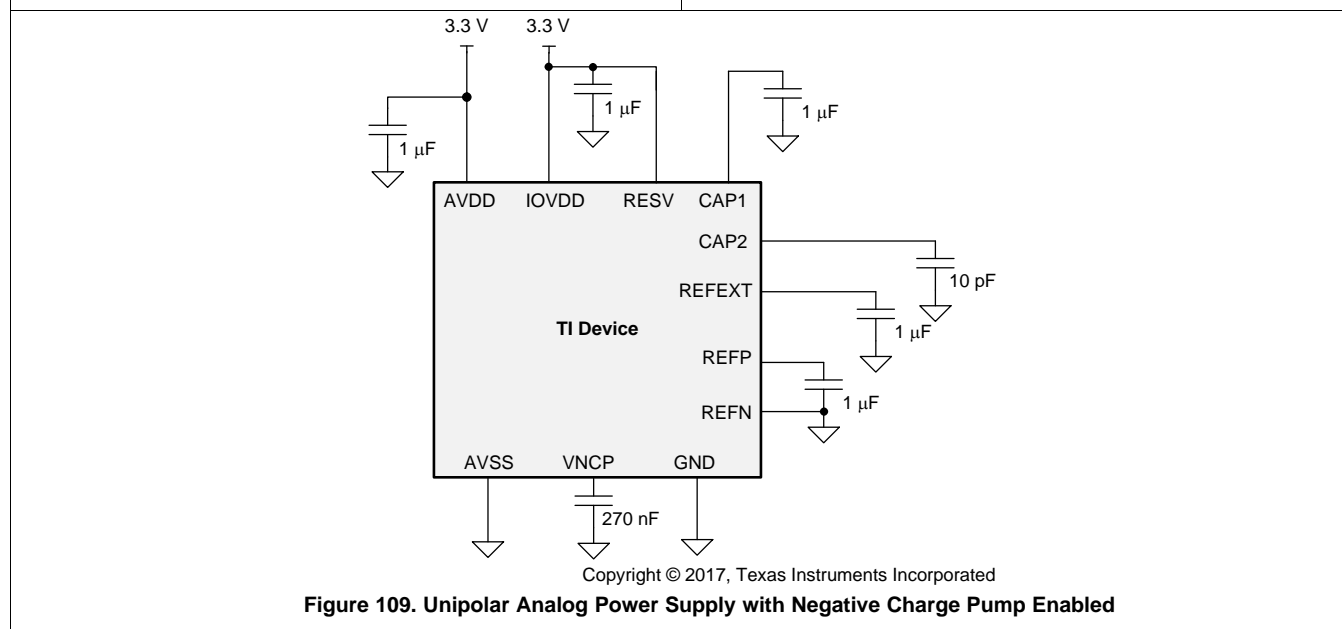 3.3 V 3.3 V
1 μF
1 μF
1 μF
AVDD IOVDD RESV CAP1
CAP2
10 pF
REFEXT
1 μF
TI Device
REFP
1 μF
REFN
AVSS VNCP GND
270 nF
Copyright © 2017, Texas Instruments Incorporated
Figure 109. Unipolar Analog Power Supply with Negative Charge Pump Enabled